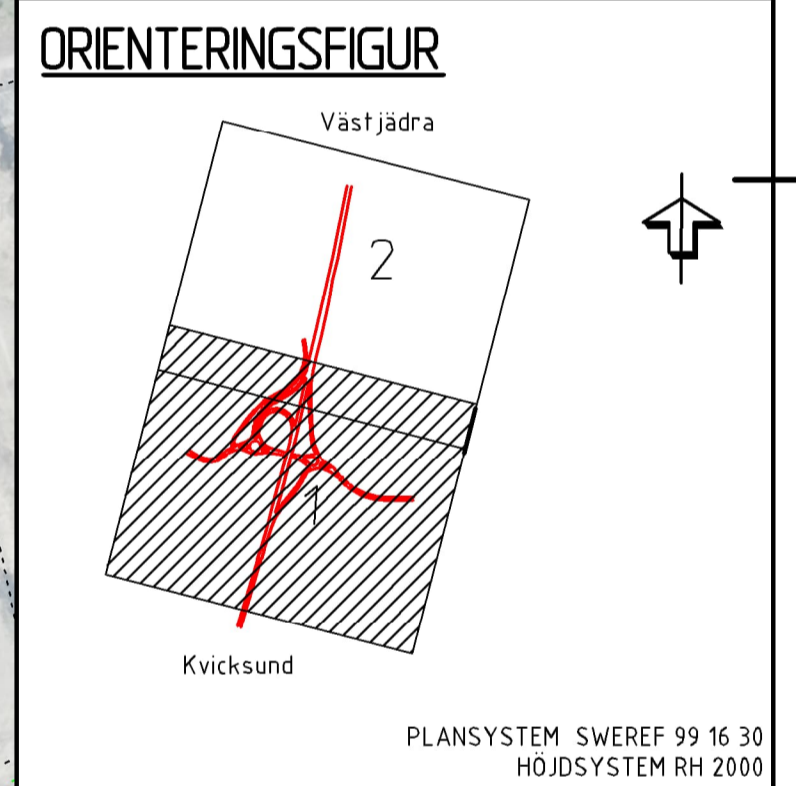 ORIENTERINGSFIGUR
Västjädra
2
1
Kvicksund
PLANSYSTEM SWEREF 99 16 30
HÖJDSYSTEM RH 2000